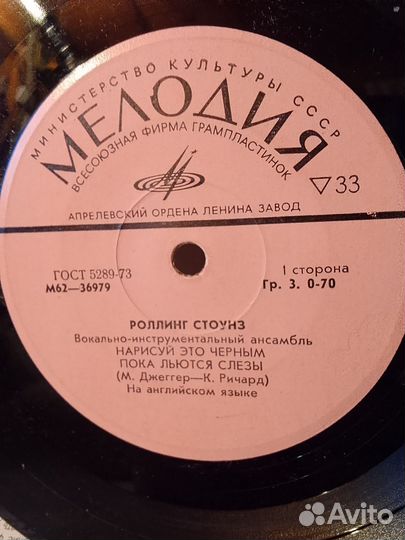 МИНИСТЕРСТВО КУЛЬТУРЫ СССР
МЕЛОДИЯ
ВСЕСОЮЗНАЯ ФИРМА ГРАМПЛАСТИНОК
▽33
АПРЕЛЕВСКИЙ ОРДЕНА ЛЕНИНА ЗАВОД
ГОСТ 5289-73
М62—36979
1 сторона
Гр. 3. 0-70
РОЛЛИНГ СТОУНЗ
Вокально-инструментальный ансамбль
НАРИСУЙ ЭТО ЧЕРНЫМ
ПОКА ЛЬЮТСЯ СЛЕЗЫ
(М. Джеггер—К. Ричард)
На английском языке
Avito